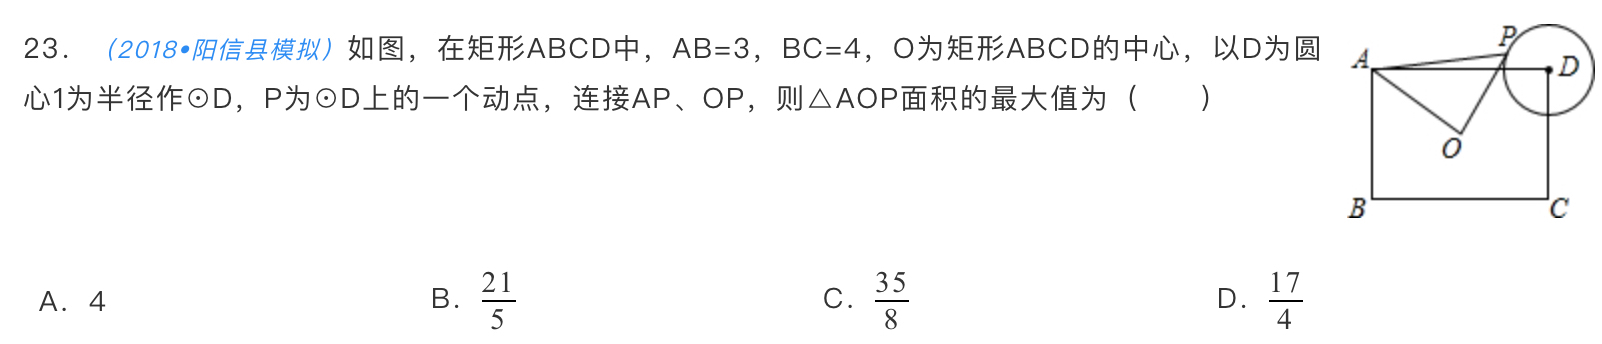 23. （2018•阳信县模拟）如图，在矩形ABCD中，AB=3，BC=4，O为矩形ABCD的中心，以D为圆
心1为半径作⊙D，P为⊙D上的一个动点，连接AP、OP，则△AOP面积的最大值为（　　）
P
A
D
O
B
C
A. 4　B. 21/5　C. 35/8　D. 17/4